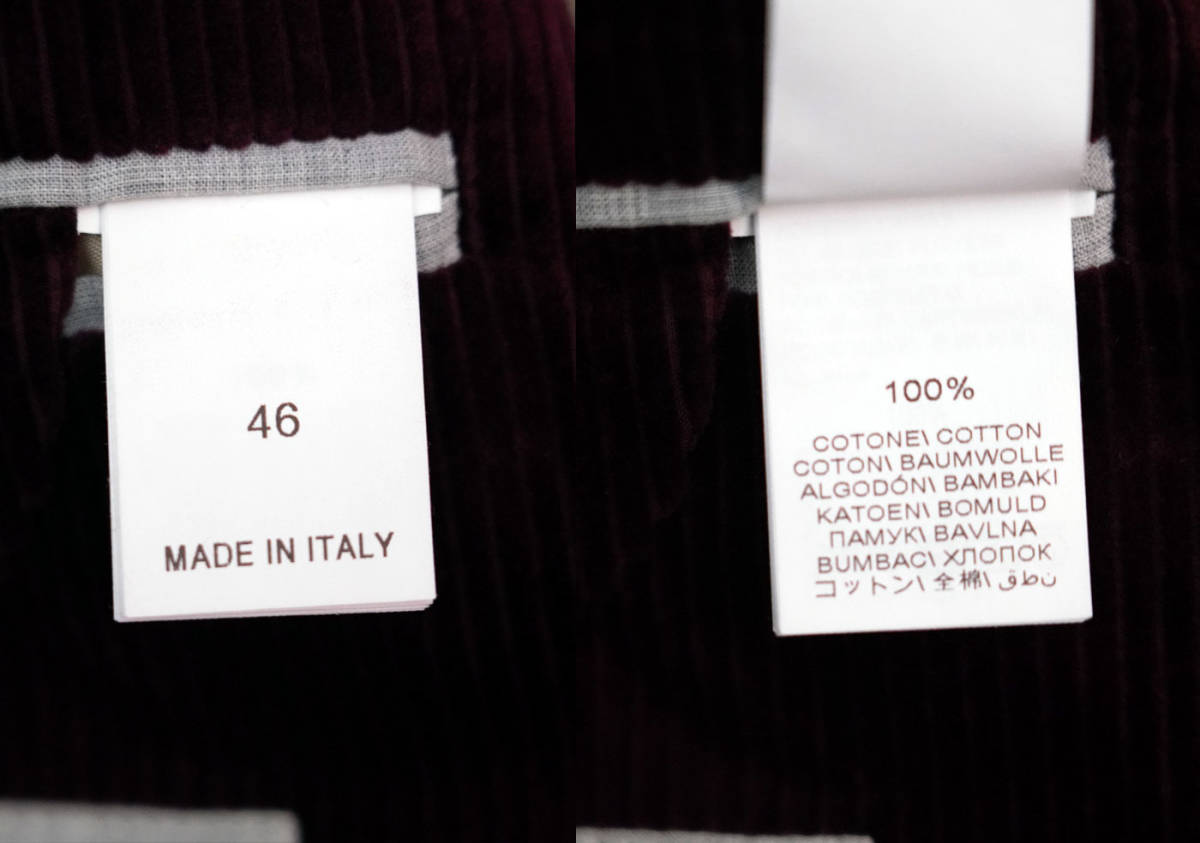 46
MADE IN ITALY
100%
COTONE\ COTTON
COTON\ BAUMWOLLE
ALGODÓN\ BAMBAKI
KATOEN\ BOMULD
ПАМУК\ BAVLNA
BUMBAC\ ХЛОПОК
コットン\ 全棉\ قطن